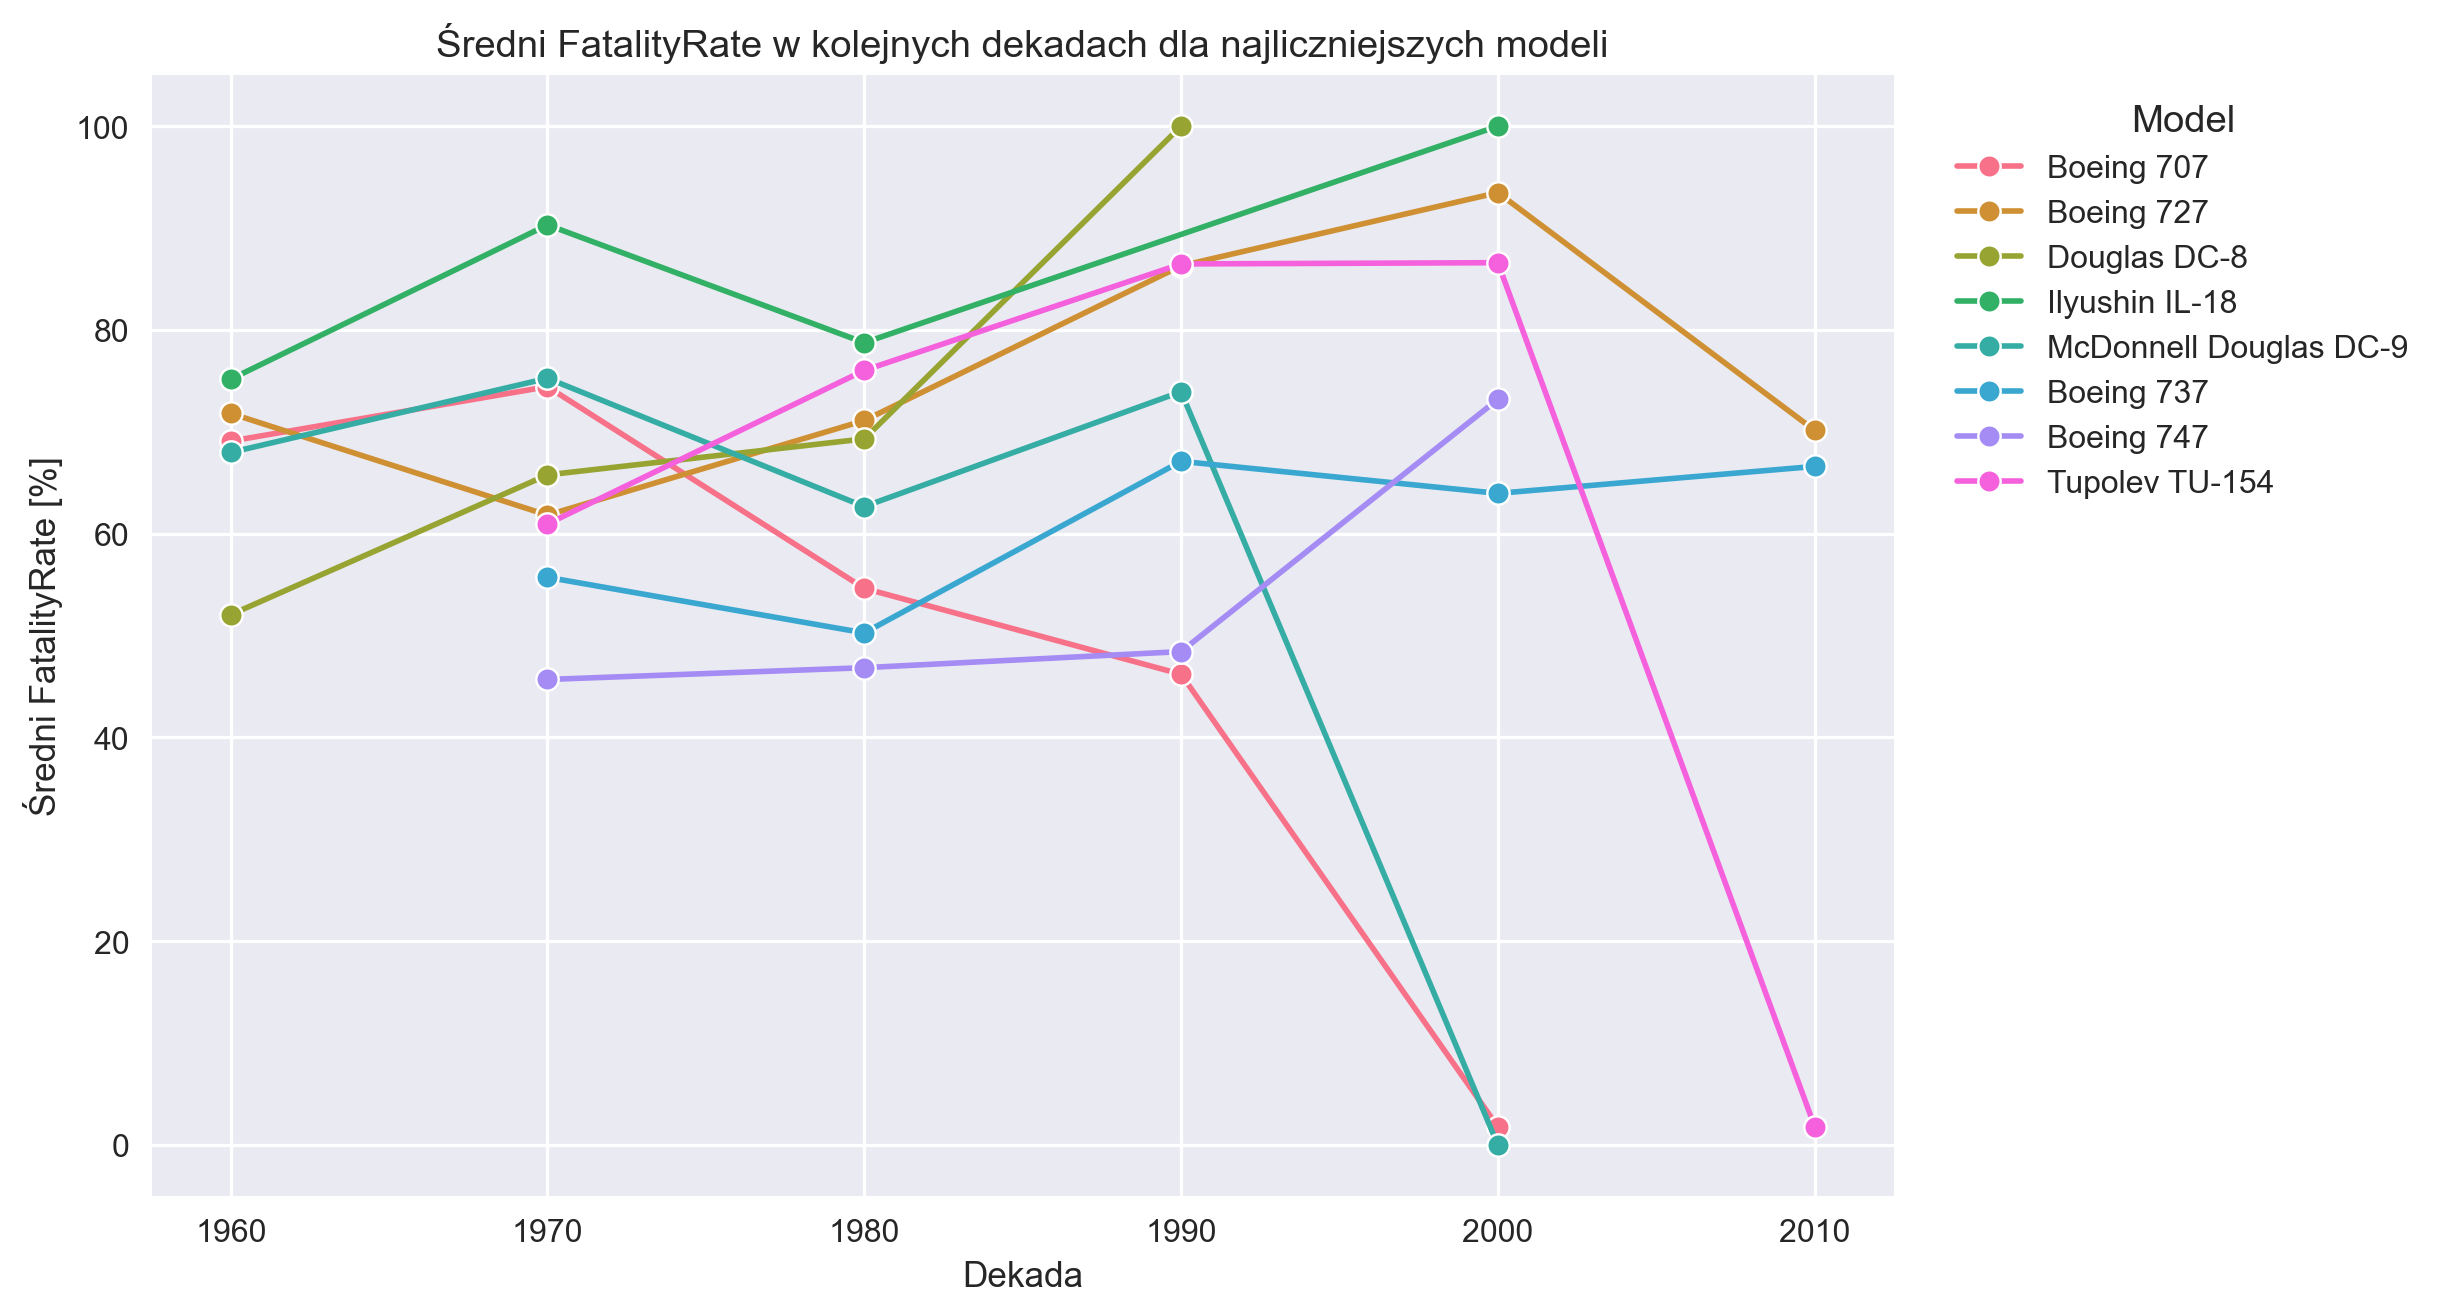 Średni FatalityRate w kolejnych dekadach dla najliczniejszych modeli
Średni FatalityRate [%]
100
80
60
40
20
0
1960 1970 1980 1990 2000 2010
Dekada
Model
Boeing 707
Boeing 727
Douglas DC-8
Ilyushin IL-18
McDonnell Douglas DC-9
Boeing 737
Boeing 747
Tupolev TU-154